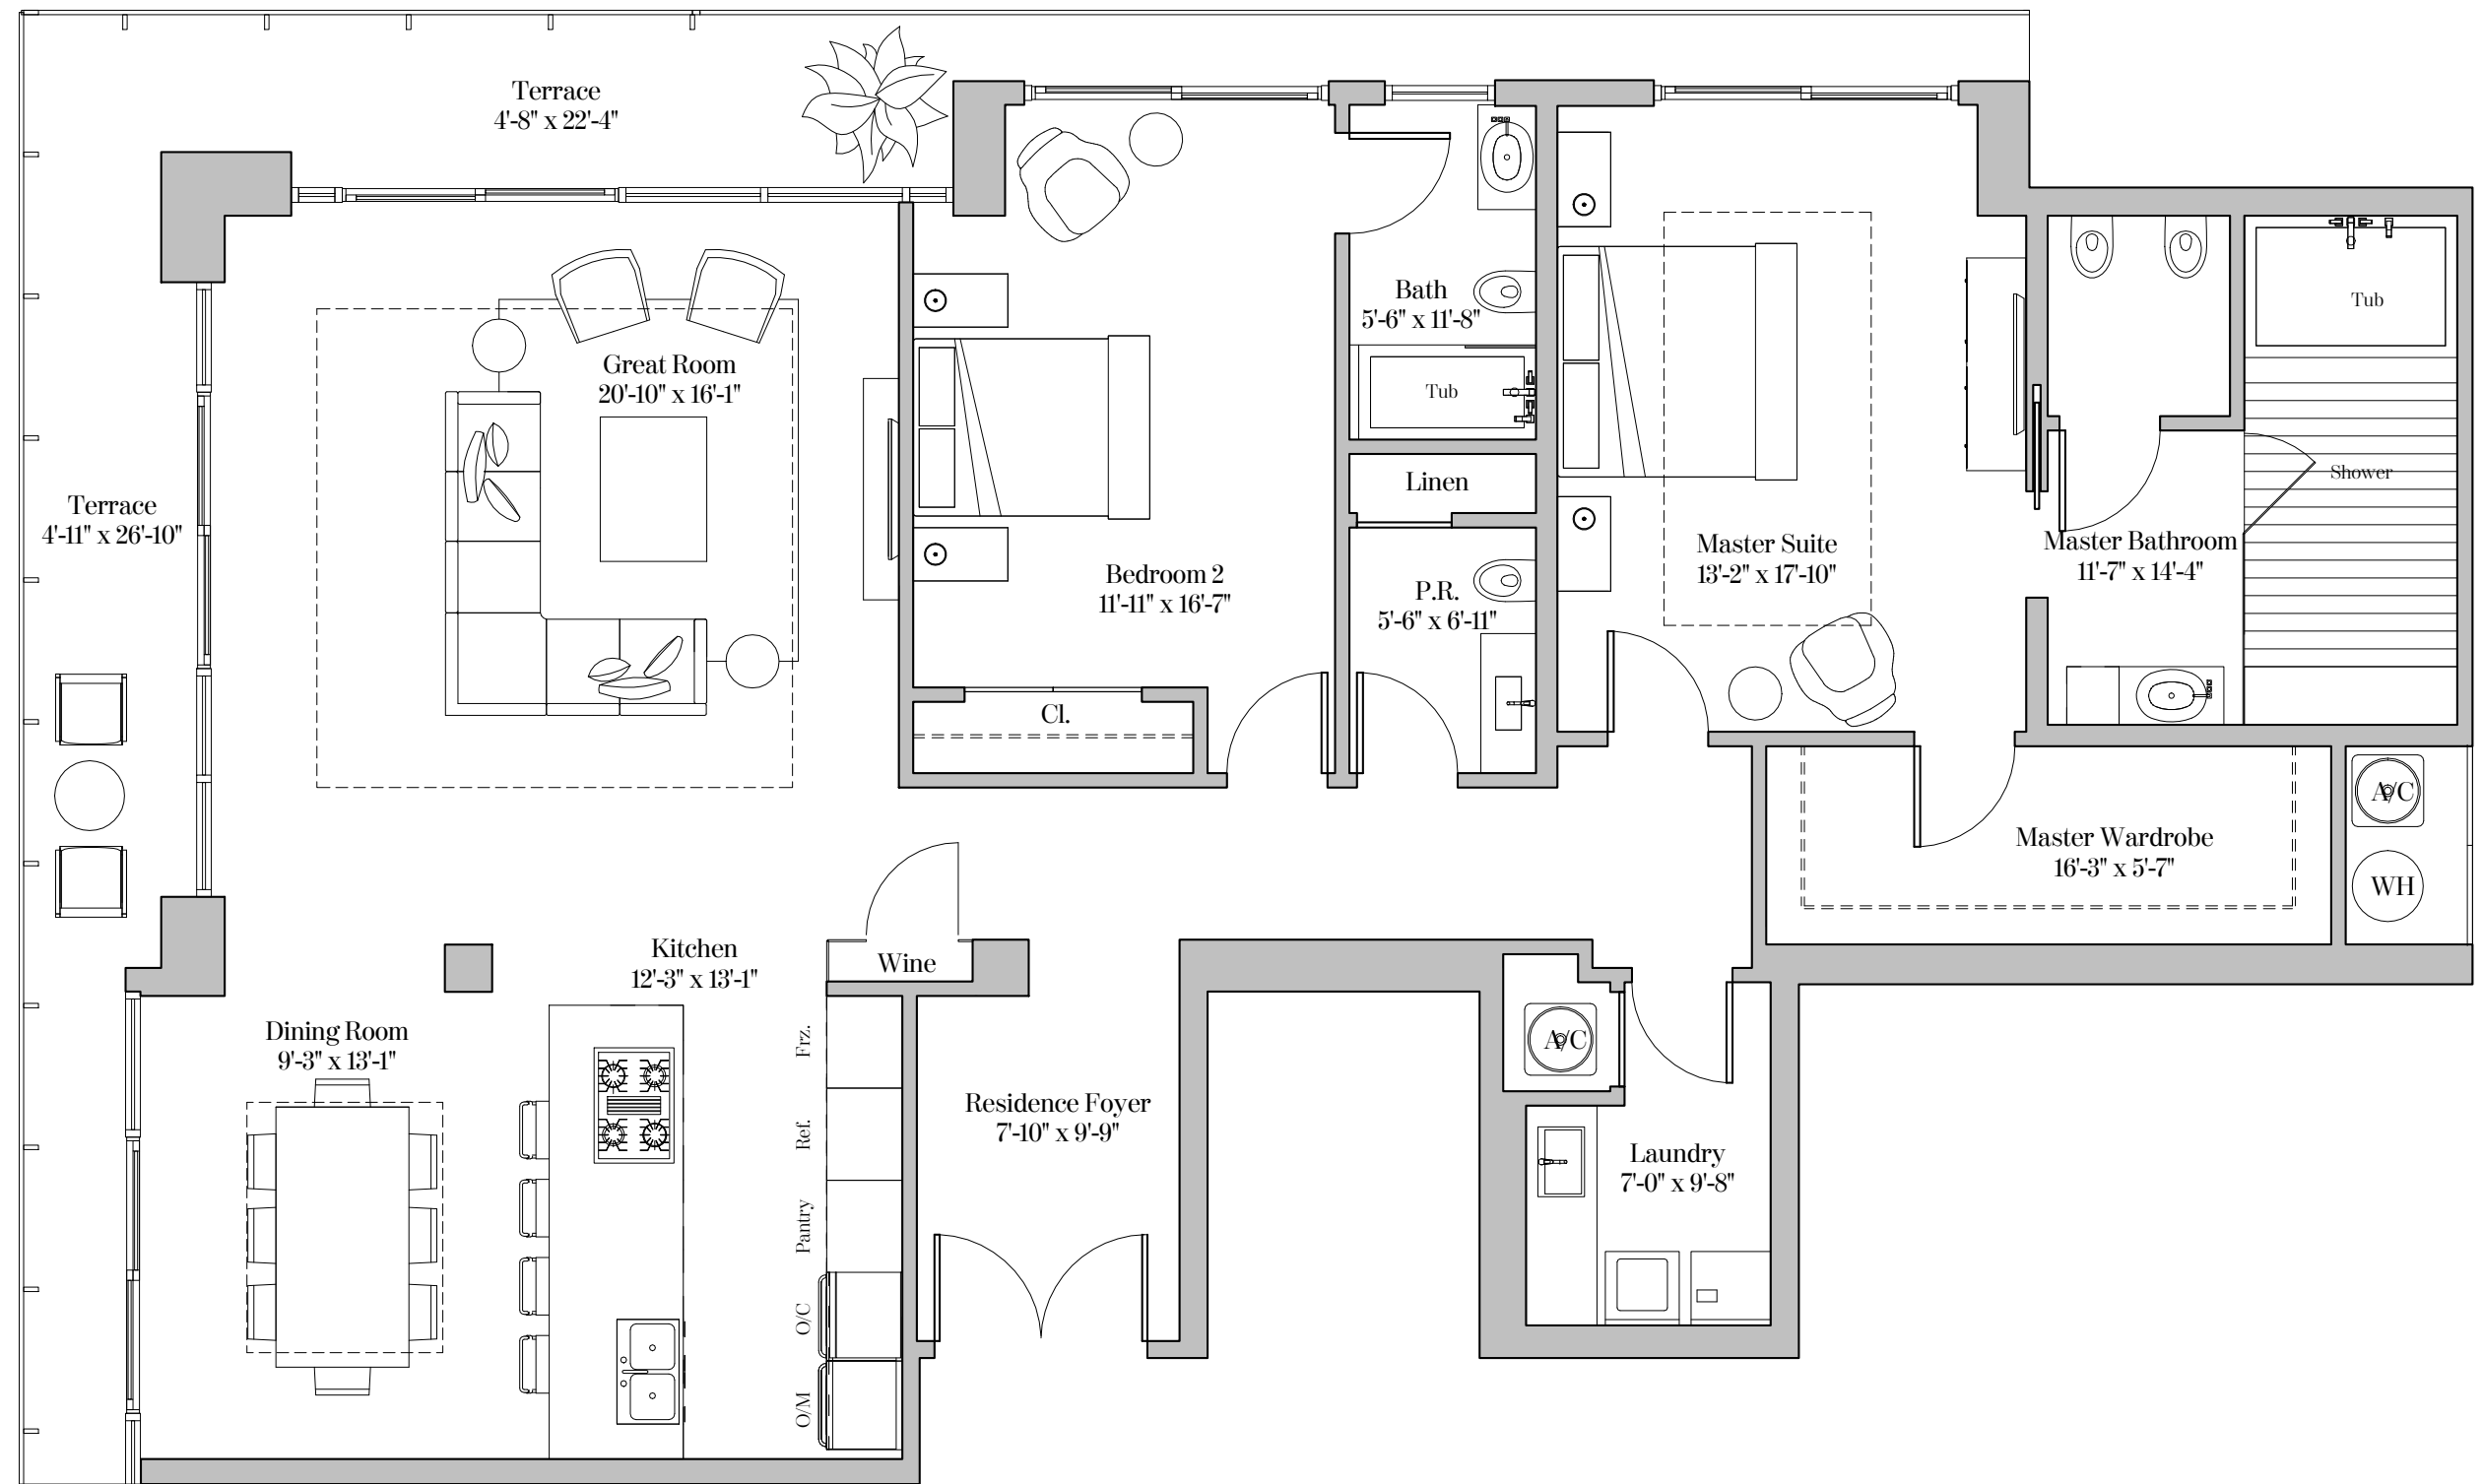 Terrace
4'-8" x 22'-4"
Great Room
20'-10" x 16'-1"
Terrace
4'-11" x 26'-10"
Bedroom 2
11'-11" x 16'-7"
Cl.
Bath
5'-6" x 11'-8"
Tub
Linen
P.R.
5'-6" x 6'-11"
Master Suite
13'-2" x 17'-10"
Tub
Shower
Master Bathroom
11'-7" x 14'-4"
Master Wardrobe
16'-3" x 5'-7"
A/C
WH
Kitchen
12'-3" x 13'-1"
Wine
Dining Room
9'-3" x 13'-1"
Frz.
Ref.
Pantry
O/C
O/M
Residence Foyer
7'-10" x 9'-9"
A/C
Laundry
7'-0" x 9'-8"